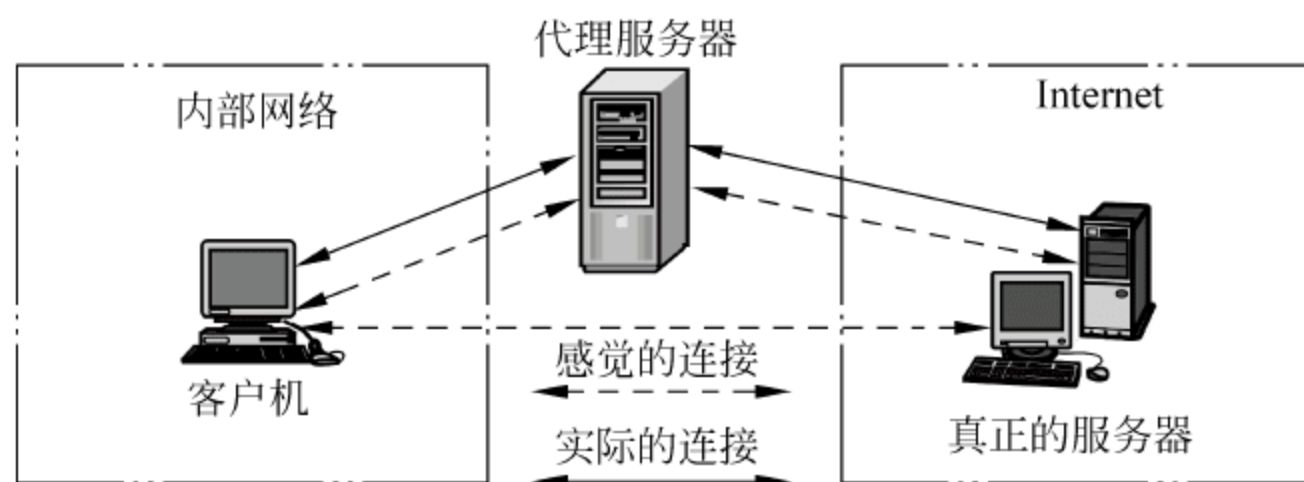 代理服务器
内部网络
Internet
客户机
感觉的连接
实际的连接
真正的服务器